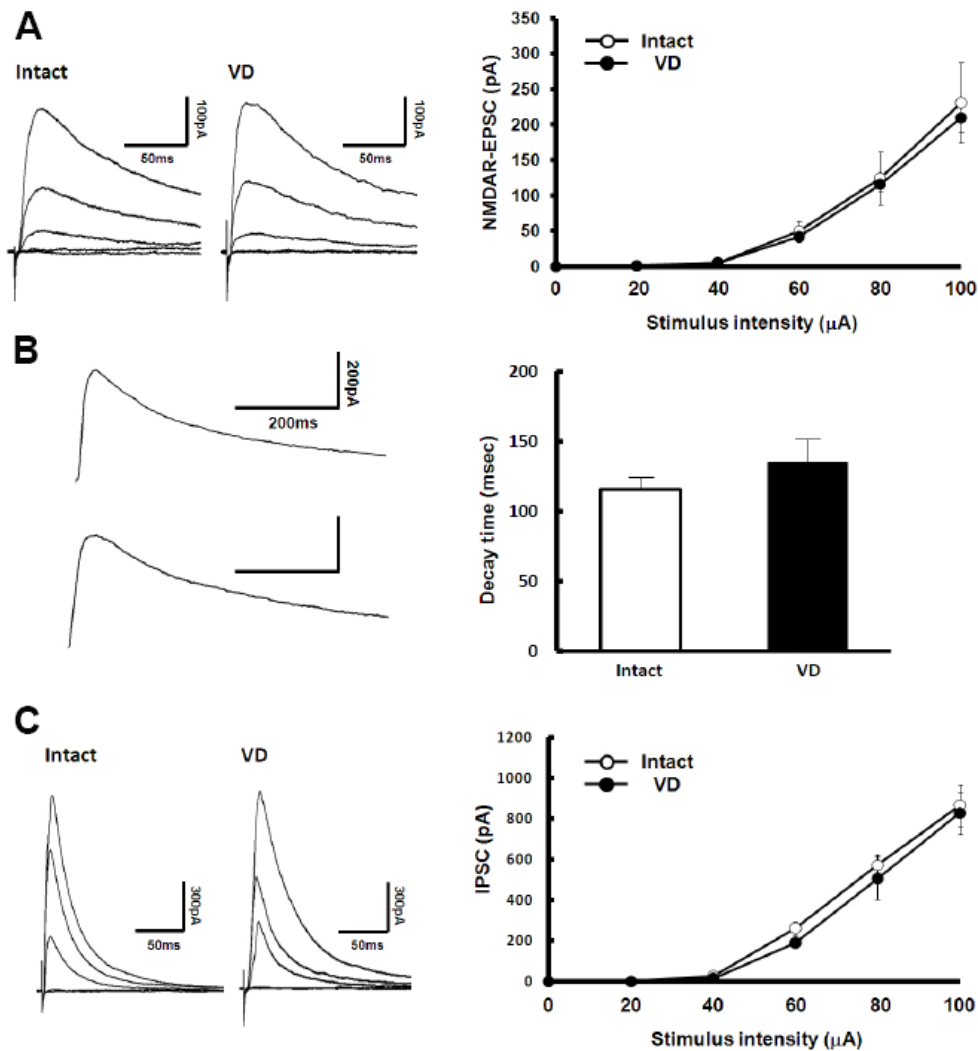 A
Intact
VD
100pA
50ms
100pA
50ms
Intact
VD
NMDAR-EPSC (pA)
350
300
250
200
150
100
50
0
0 20 40 60 80 100
Stimulus intensity (μA)
B
200pA
200ms
Decay time (msec)
200
150
100
50
0
Intact VD
C
Intact
VD
300pA
50ms
300pA
50ms
Intact
VD
IPSC (pA)
1200
1000
800
600
400
200
0
0 20 40 60 80 100
Stimulus intensity (μA)